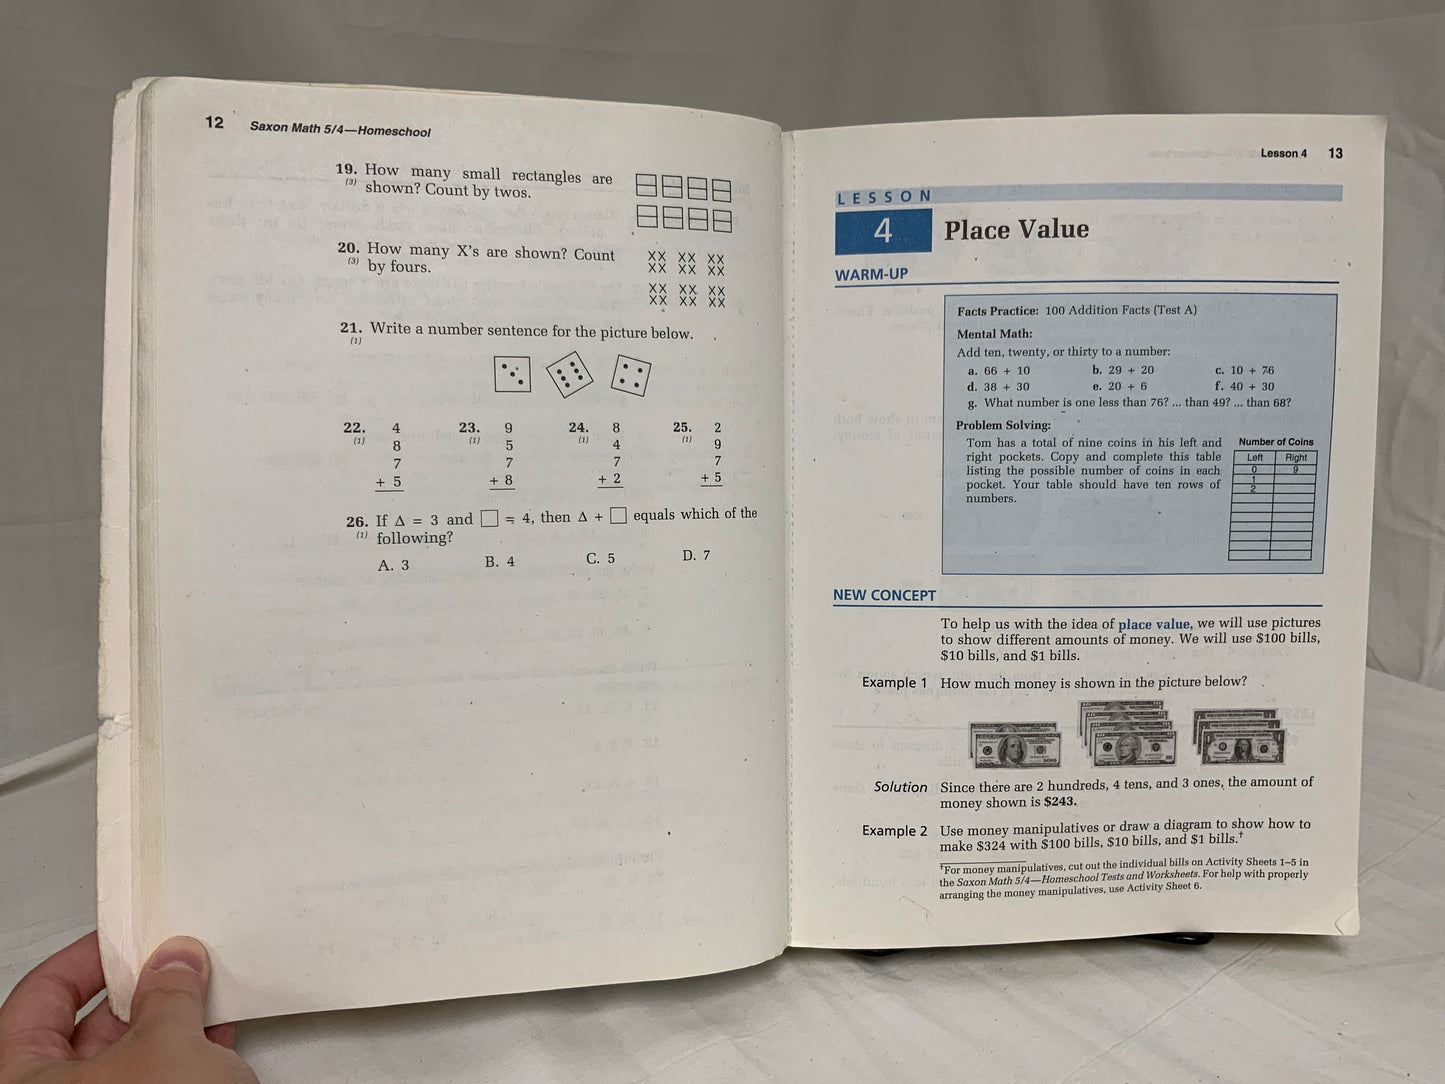 12 Saxon Math 5/4—Homeschool
19. How many small rectangles are
(3) shown? Count by twos.
20. How many X's are shown? Count
(3) by fours.
XX XX XX
XX XX XX
XX XX XX
XX XX XX
21. Write a number sentence for the picture below.
(1)
22. 4 23. 9 24. 8 25. 2
(1) 8 (1) 5 (1) 4 (1) 9
7 7 7 7
+ 5 + 8 + 2 + 5
26. If Δ = 3 and □ = 4, then Δ + □ equals which of the
(1) following?
A. 3 B. 4 C. 5 D. 7
Lesson 4 13
LESSON
4 Place Value
WARM-UP
Facts Practice: 100 Addition Facts (Test A)
Mental Math:
Add ten, twenty, or thirty to a number:
a. 66 + 10 b. 29 + 20 c. 10 + 76
d. 38 + 30 e. 20 + 6 f. 40 + 30
g. What number is one less than 76? ... than 49? ... than 68?
Problem Solving:
Tom has a total of nine coins in his left and
right pockets. Copy and complete this table
listing the possible number of coins in each
pocket. Your table should have ten rows of
numbers.
Number of Coins
Left Right
0 9
1
2
NEW CONCEPT
To help us with the idea of place value, we will use pictures
to show different amounts of money. We will use $100 bills,
$10 bills, and $1 bills.
Example 1 How much money is shown in the picture below?
Solution Since there are 2 hundreds, 4 tens, and 3 ones, the amount of
money shown is $243.
Example 2 Use money manipulatives or draw a diagram to show how to
make $324 with $100 bills, $10 bills, and $1 bills.†
†For money manipulatives, cut out the individual bills on Activity Sheets 1–5 in
the Saxon Math 5/4—Homeschool Tests and Worksheets. For help with properly
arranging the money manipulatives, use Activity Sheet 6.